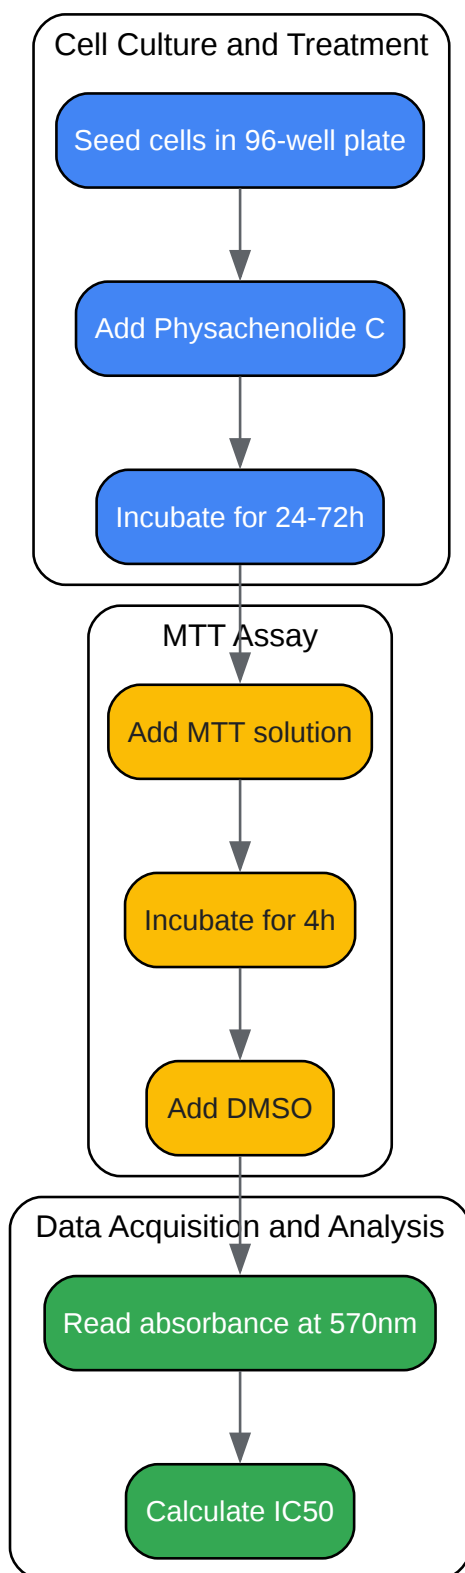 Cell Culture and Treatment
Seed cells in 96-well plate
Add Physachenolide C
Incubate for 24-72h
MTT Assay
Add MTT solution
Incubate for 4h
Add DMSO
Data Acquisition and Analysis
Read absorbance at 570nm
Calculate IC50